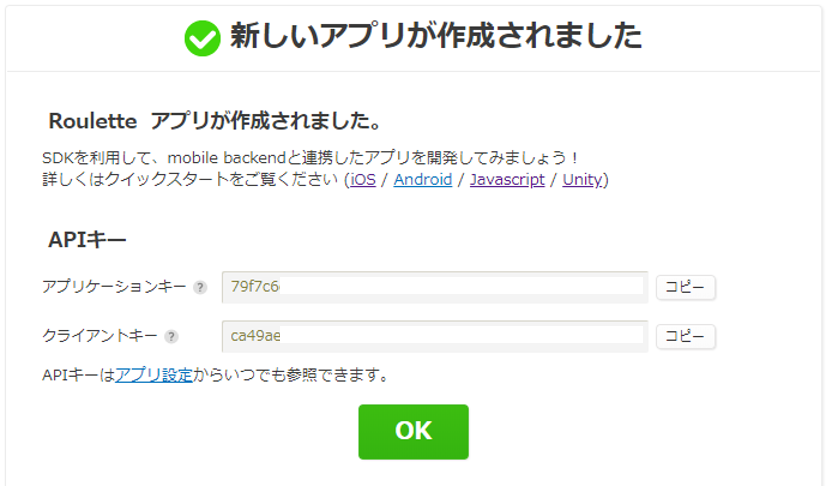 新しいアプリが作成されました
Roulette アプリが作成されました。
SDKを利用して、mobile backendと連携したアプリを開発してみましょう！
詳しくはクイックスタートをご覧ください (iOS / Android / Javascript / Unity)
APIキー
アプリケーションキー ? 79f7c6 コピー
クライアントキー ? ca49ae コピー
APIキーはアプリ設定からいつでも参照できます。
OK